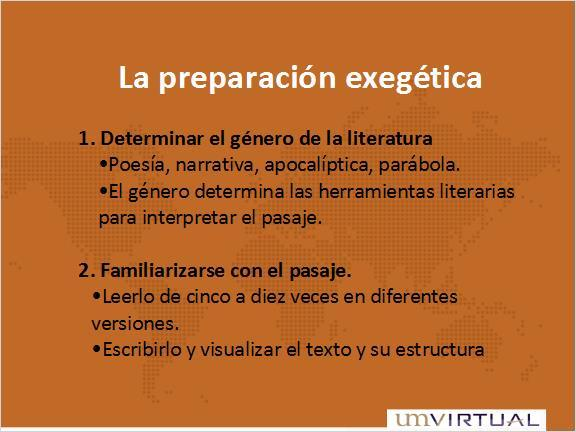 La preparación exegética
1. Determinar el género de la literatura
•Poesía, narrativa, apocalíptica, parábola.
•El género determina las herramientas literarias
para interpretar el pasaje.
2. Familiarizarse con el pasaje.
•Leerlo de cinco a diez veces en diferentes
versiones.
•Escribirlo y visualizar el texto y su estructura
umVIRTUAL